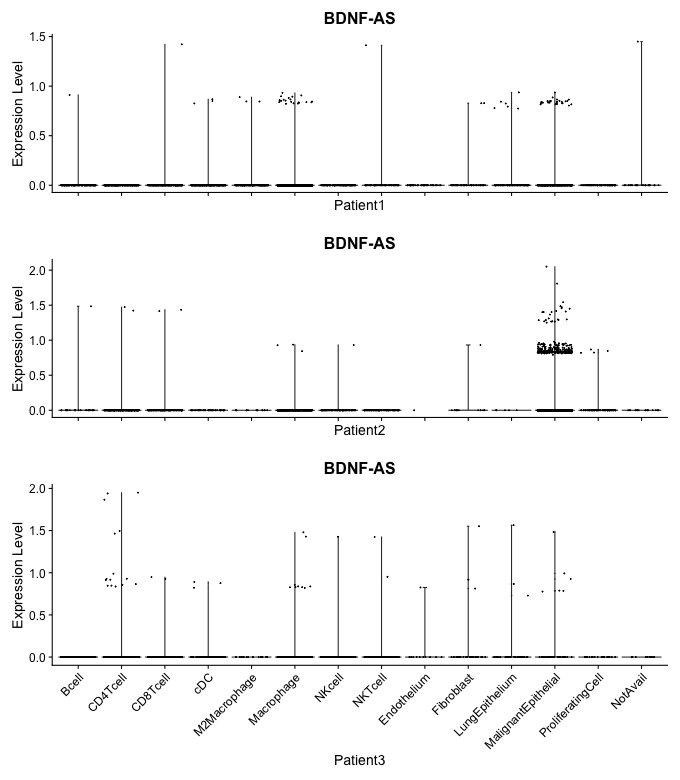 BDNF-AS
Expression Level
1.5
1.0
0.5
0.0
Patient1
BDNF-AS
Expression Level
2.0
1.5
1.0
0.5
0.0
Patient2
BDNF-AS
Expression Level
2.0
1.5
1.0
0.5
0.0
Bcell
CD4Tcell
CD8Tcell
cDC
M2Macrophage
Macrophage
NKcell
NKTcell
Endothelium
Fibroblast
LungEpithelium
MalignantEpithelial
ProliferatingCell
NotAvail
Patient3